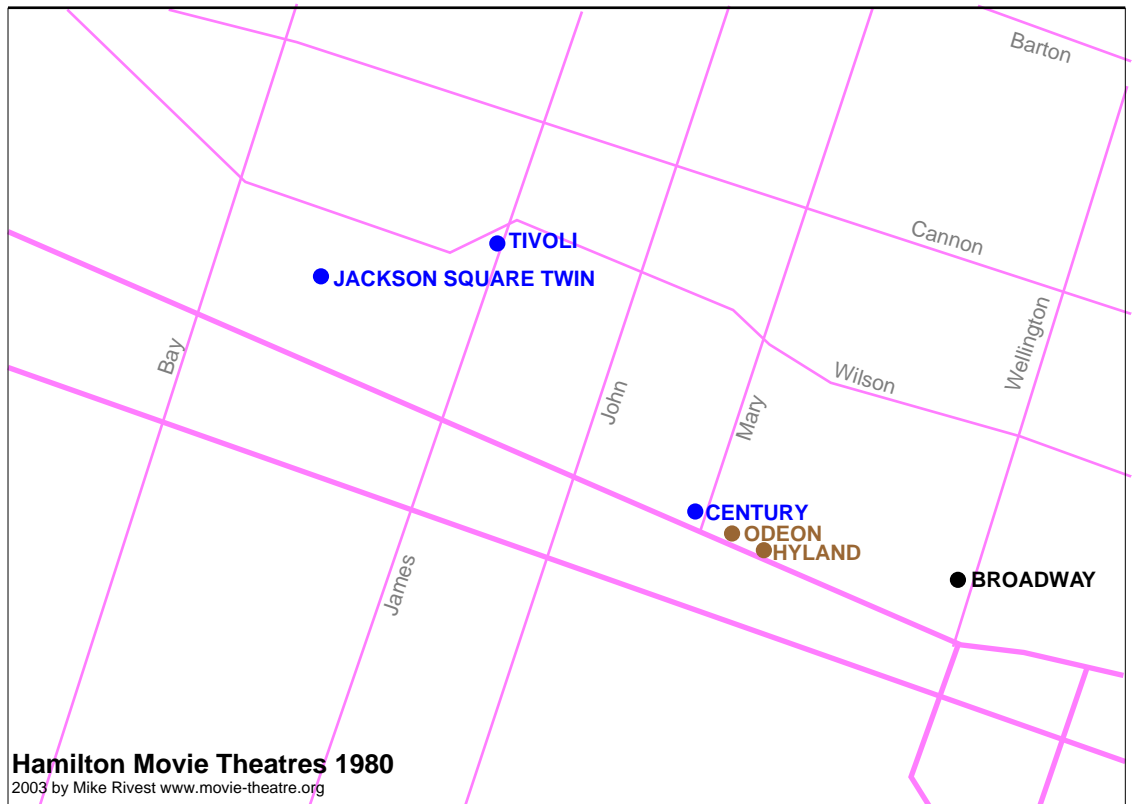 Barton
Cannon
TIVOLI
JACKSON SQUARE TWIN
Wellington
Bay
Wilson
John
Mary
CENTURY
ODEON
HYLAND
James
BROADWAY
Hamilton Movie Theatres 1980
2003 by Mike Rivest www.movie-theatre.org